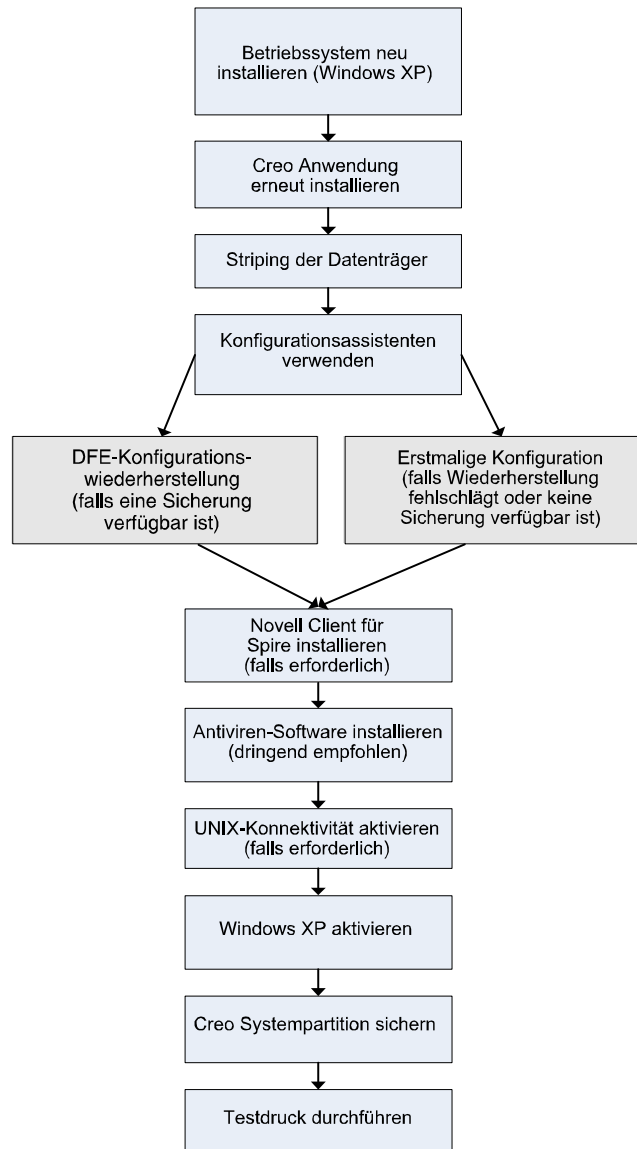 Betriebssystem neu
installieren (Windows XP)
Creo Anwendung
erneut installieren
Striping der Datenträger
Konfigurationsassistenten
verwenden
DFE-Konfigurations-
wiederherstellung
(falls eine Sicherung
verfügbar ist)
Erstmalige Konfiguration
(falls Wiederherstellung
fehlschlägt oder keine
Sicherung verfügbar ist)
Novell Client für
Spire installieren
(falls erforderlich)
Antiviren-Software installieren
(dringend empfohlen)
UNIX-Konnektivität aktivieren
(falls erforderlich)
Windows XP aktivieren
Creo Systempartition sichern
Testdruck durchführen